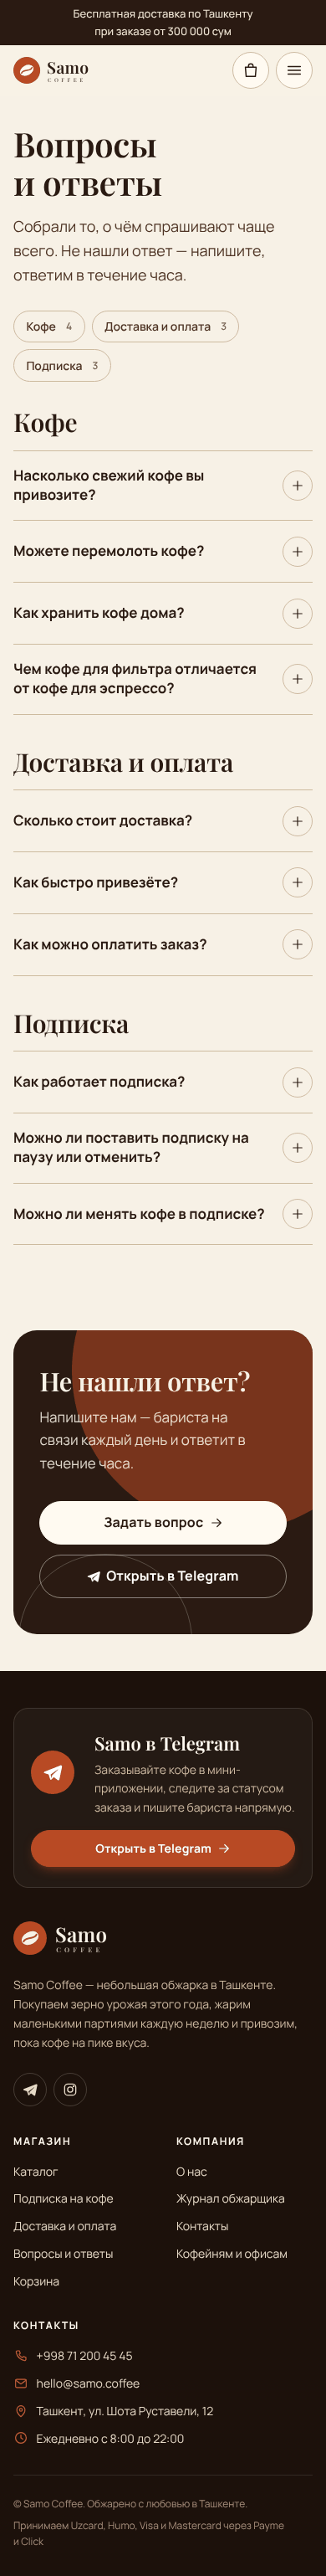 Бесплатная доставка по Ташкенту
при заказе от 300 000 сум
Samo
COFFEE
Вопросы
и ответы
Собрали то, о чём спрашивают чаще
всего. Не нашли ответ — напишите,
ответим в течение часа.
Кофе 4
Доставка и оплата 3
Подписка 3
Кофе
Насколько свежий кофе вы
привозите?
Можете перемолоть кофе?
Как хранить кофе дома?
Чем кофе для фильтра отличается
от кофе для эспрессо?
Доставка и оплата
Сколько стоит доставка?
Как быстро привезёте?
Как можно оплатить заказ?
Подписка
Как работает подписка?
Можно ли поставить подписку на
паузу или отменить?
Можно ли менять кофе в подписке?
Не нашли ответ?
Напишите нам — бариста на
связи каждый день и ответит в
течение часа.
Задать вопрос →
Открыть в Telegram
Samo в Telegram
Заказывайте кофе в мини-
приложении, следите за статусом
заказа и пишите бариста напрямую.
Открыть в Telegram →
Samo
COFFEE
Samo Coffee — небольшая обжарка в Ташкенте.
Покупаем зерно урожая этого года, жарим
маленькими партиями каждую неделю и привозим,
пока кофе на пике вкуса.
МАГАЗИН
Каталог
Подписка на кофе
Доставка и оплата
Вопросы и ответы
Корзина
КОМПАНИЯ
О нас
Журнал обжарщика
Контакты
Кофейням и офисам
КОНТАКТЫ
+998 71 200 45 45
hello@samo.coffee
Ташкент, ул. Шота Руставели, 12
Ежедневно с 8:00 до 22:00
© Samo Coffee. Обжарено с любовью в Ташкенте.
Принимаем Uzcard, Humo, Visa и Mastercard через Payme
и Click